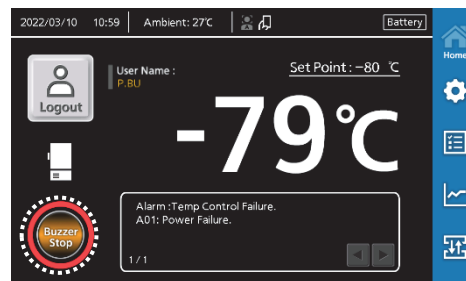 2022/03/10 10:59 Ambient: 27℃ Battery
Home
User Name :
P.BU
Set Point : -80 ℃
Logout
-79℃
Alarm :Temp Control Failure.
A01: Power Failure.
1/1
Buzzer
Stop